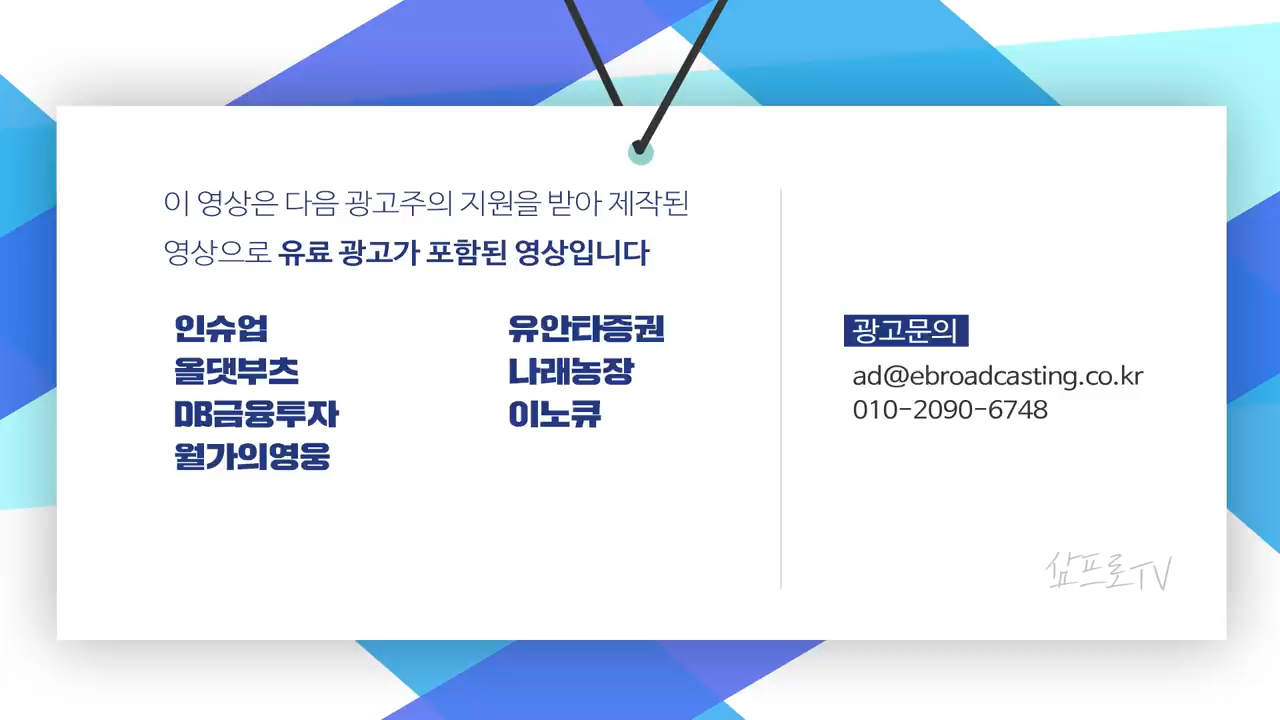 이 영상은 다음 광고주의 지원을 받아 제작된
영상으로 유료 광고가 포함된 영상입니다
인슈업
올댓부츠
DB금융투자
월가의영웅
유안타증권
나래농장
이노큐
광고문의
ad@ebroadcasting.co.kr
010-2090-6748
삼프로TV